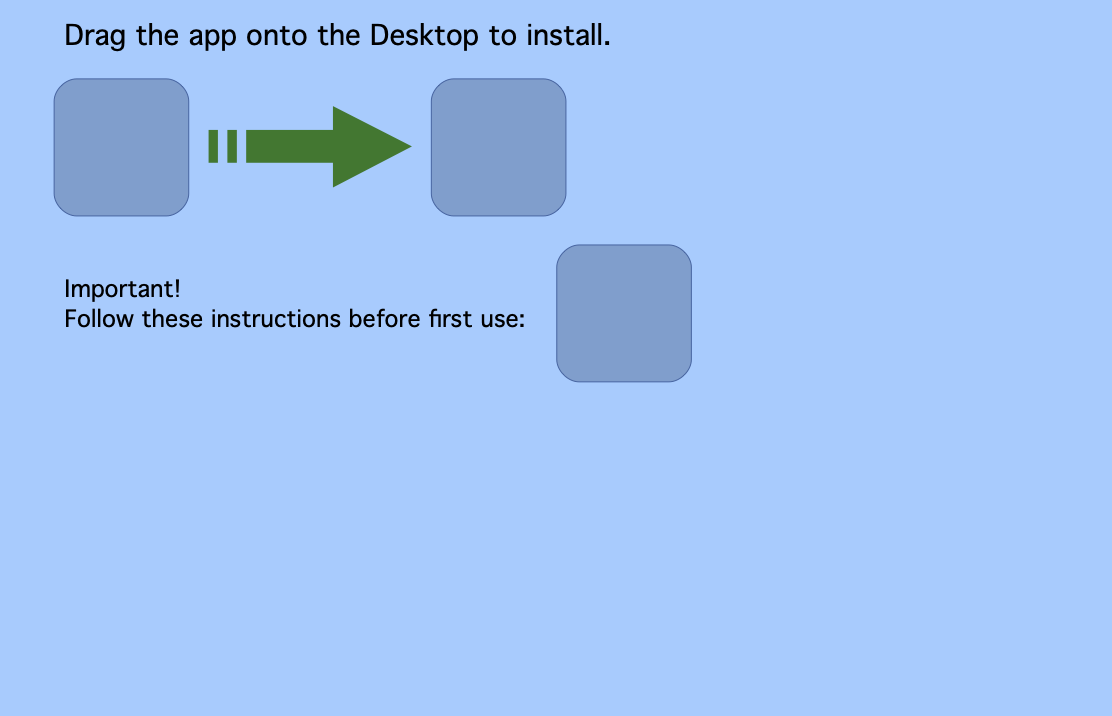 Drag the app onto the Desktop to install.
Important!
Follow these instructions before first use: